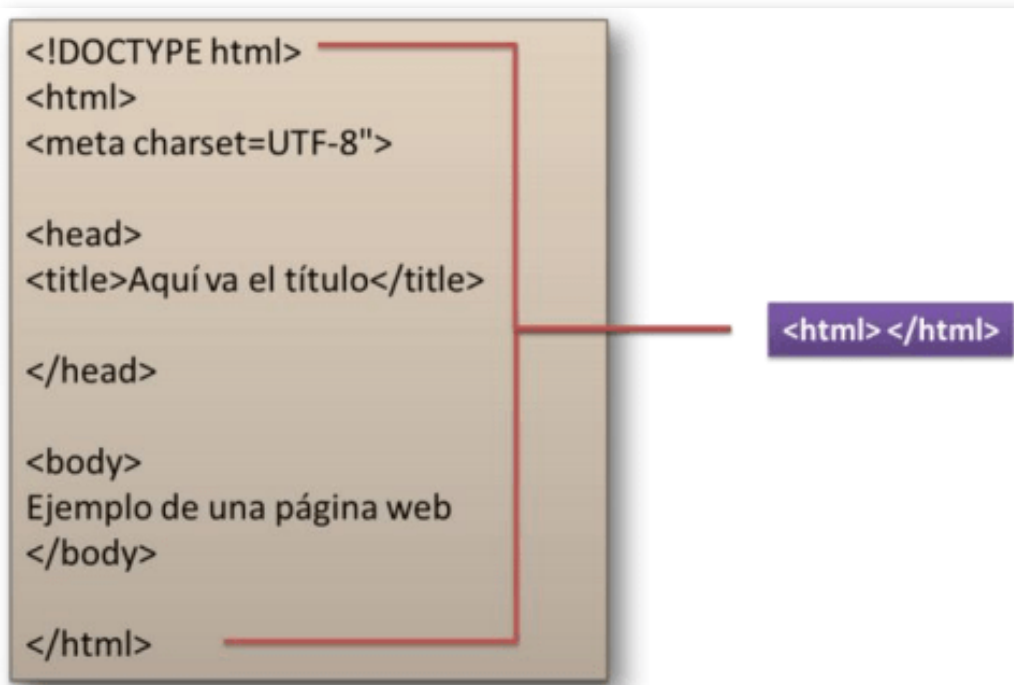 <!DOCTYPE html>
<html>
<meta charset=UTF-8">
<head>
<title>Aquí va el título</title>
</head>
<body>
Ejemplo de una página web
</body>
</html>
<html> </html>